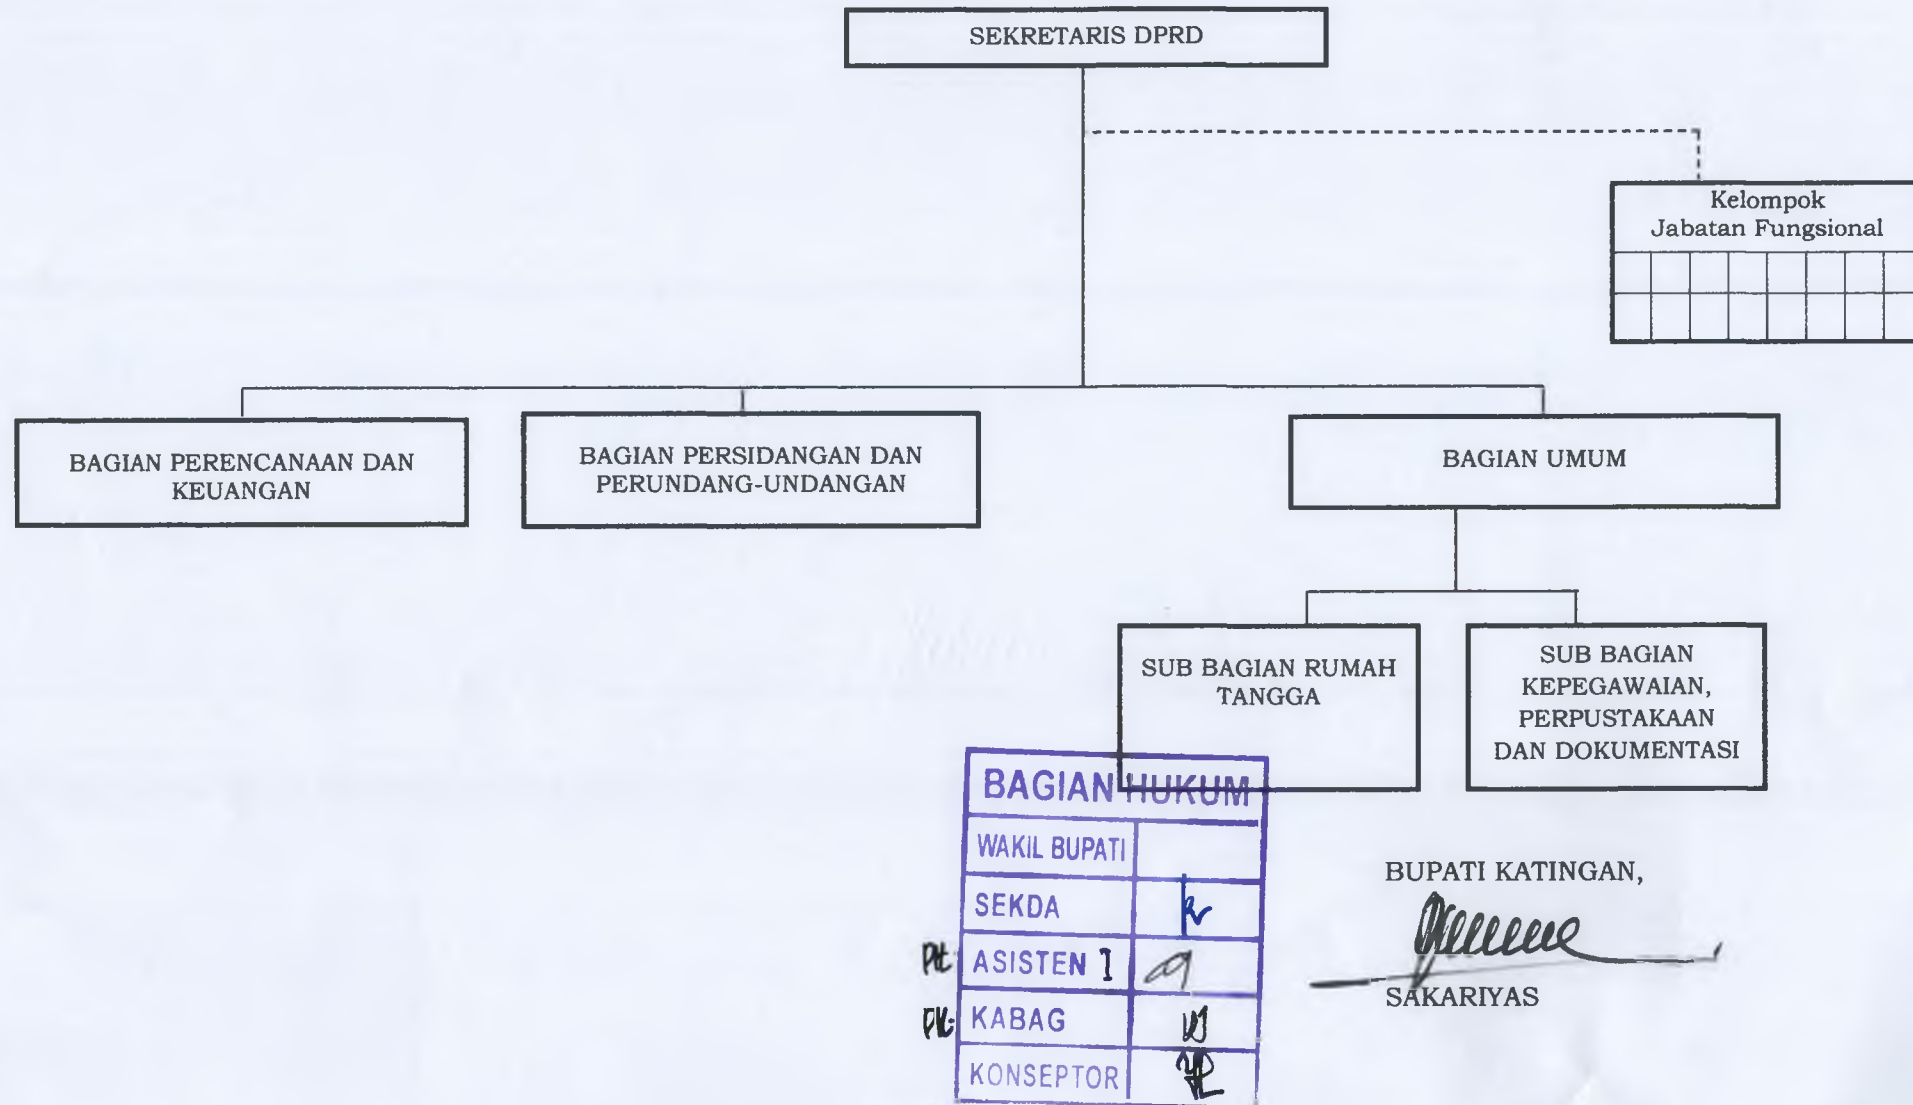 SEKRETARIS DPRD
Kelompok
Jabatan Fungsional
BAGIAN PERENCANAAN DAN
KEUANGAN
BAGIAN PERSIDANGAN DAN
PERUNDANG-UNDANGAN
BAGIAN UMUM
SUB BAGIAN RUMAH
TANGGA
SUB BAGIAN
KEPEGAWAIAN,
PERPUSTAKAAN
DAN DOKUMENTASI
BAGIAN HUKUM
WAKIL BUPATI
SEKDA
Plt ASISTEN I
KABAG
KONSEPTOR
BUPATI KATINGAN,
SAKARIYAS